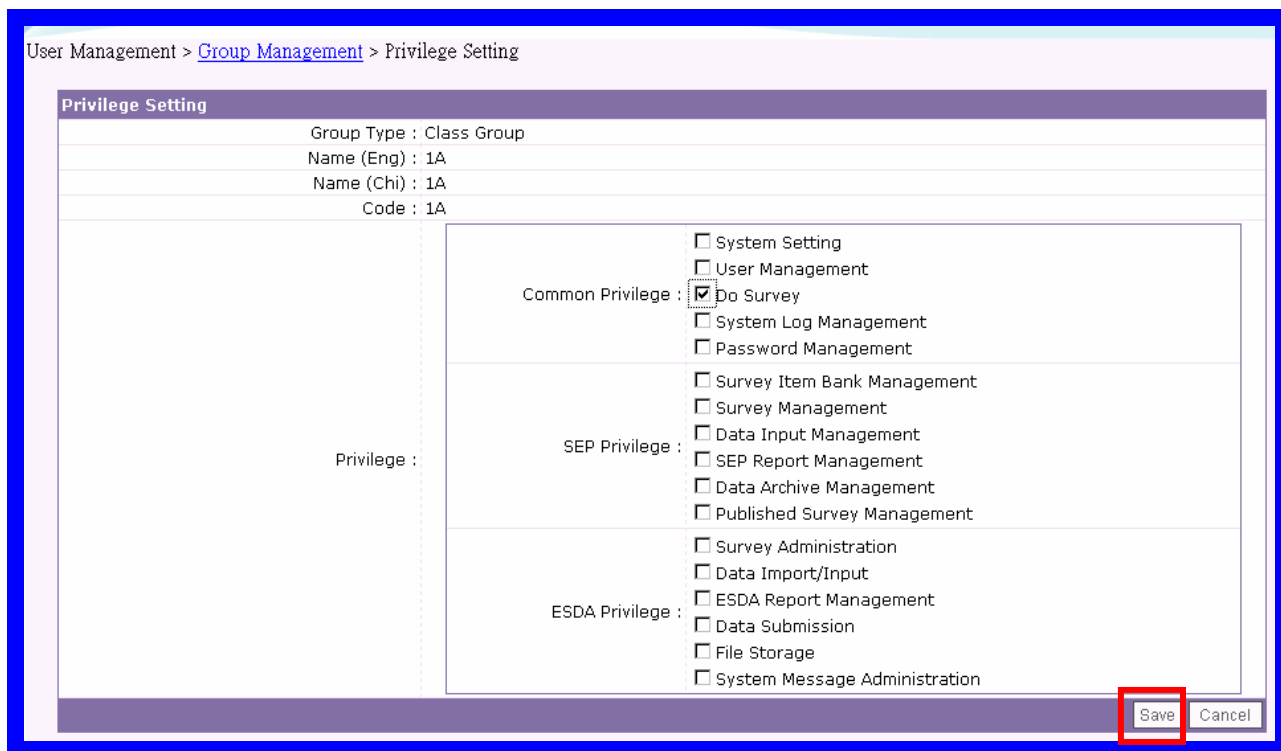 User Management > Group Management > Privilege Setting
Privilege Setting
Group Type : Class Group
Name (Eng) : 1A
Name (Chi) : 1A
Code : 1A
Privilege :
Common Privilege :
System Setting
User Management
Do Survey
System Log Management
Password Management
SEP Privilege :
Survey Item Bank Management
Survey Management
Data Input Management
SEP Report Management
Data Archive Management
Published Survey Management
ESDA Privilege :
Survey Administration
Data Import/Input
ESDA Report Management
Data Submission
File Storage
System Message Administration
Save Cancel